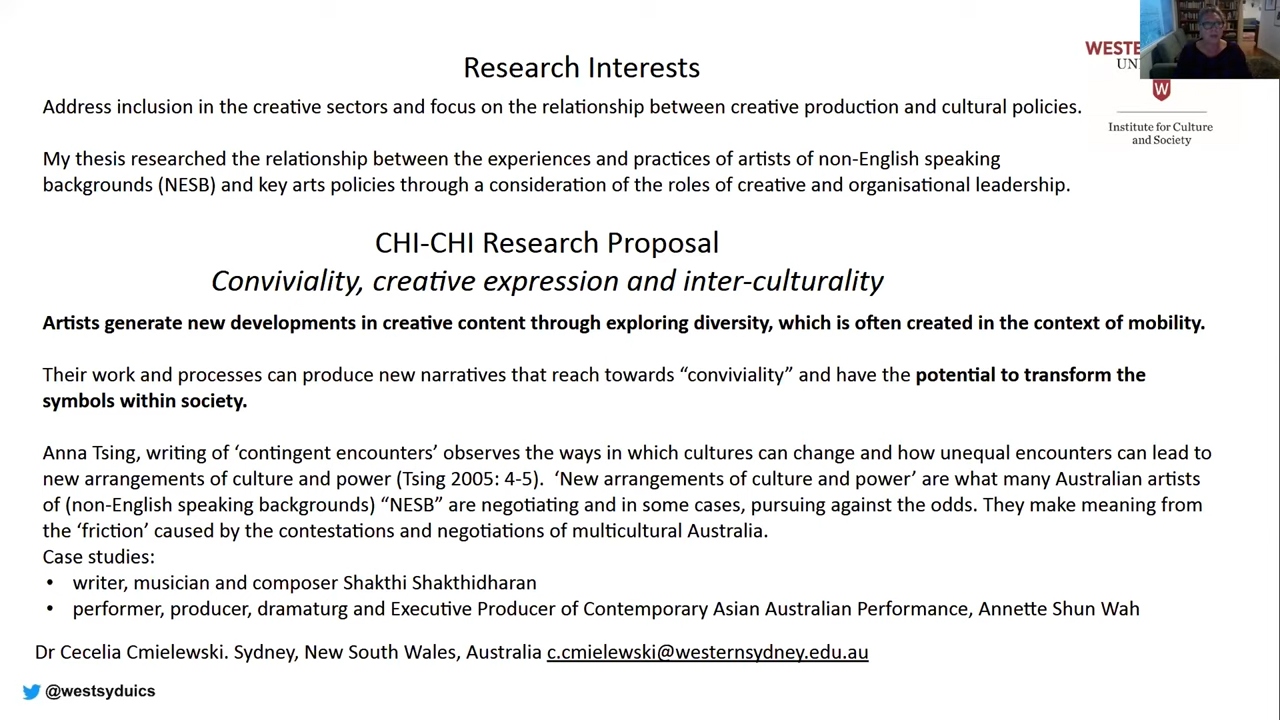 Research Interests
WESTE
UN
W
Institute for Culture
and Society
Address inclusion in the creative sectors and focus on the relationship between creative production and cultural policies.
My thesis researched the relationship between the experiences and practices of artists of non-English speaking
backgrounds (NESB) and key arts policies through a consideration of the roles of creative and organisational leadership.
CHI-CHI Research Proposal
Conviviality, creative expression and inter-culturality
Artists generate new developments in creative content through exploring diversity, which is often created in the context of mobility.
Their work and processes can produce new narratives that reach towards “conviviality” and have the potential to transform the
symbols within society.
Anna Tsing, writing of ‘contingent encounters’ observes the ways in which cultures can change and how unequal encounters can lead to
new arrangements of culture and power (Tsing 2005: 4-5).  ‘New arrangements of culture and power’ are what many Australian artists
of (non-English speaking backgrounds) “NESB” are negotiating and in some cases, pursuing against the odds. They make meaning from
the ‘friction’ caused by the contestations and negotiations of multicultural Australia.
Case studies:
• writer, musician and composer Shakthi Shakthidharan
• performer, producer, dramaturg and Executive Producer of Contemporary Asian Australian Performance, Annette Shun Wah
Dr Cecelia Cmielewski. Sydney, New South Wales, Australia c.cmielewski@westernsydney.edu.au
@westsyduics